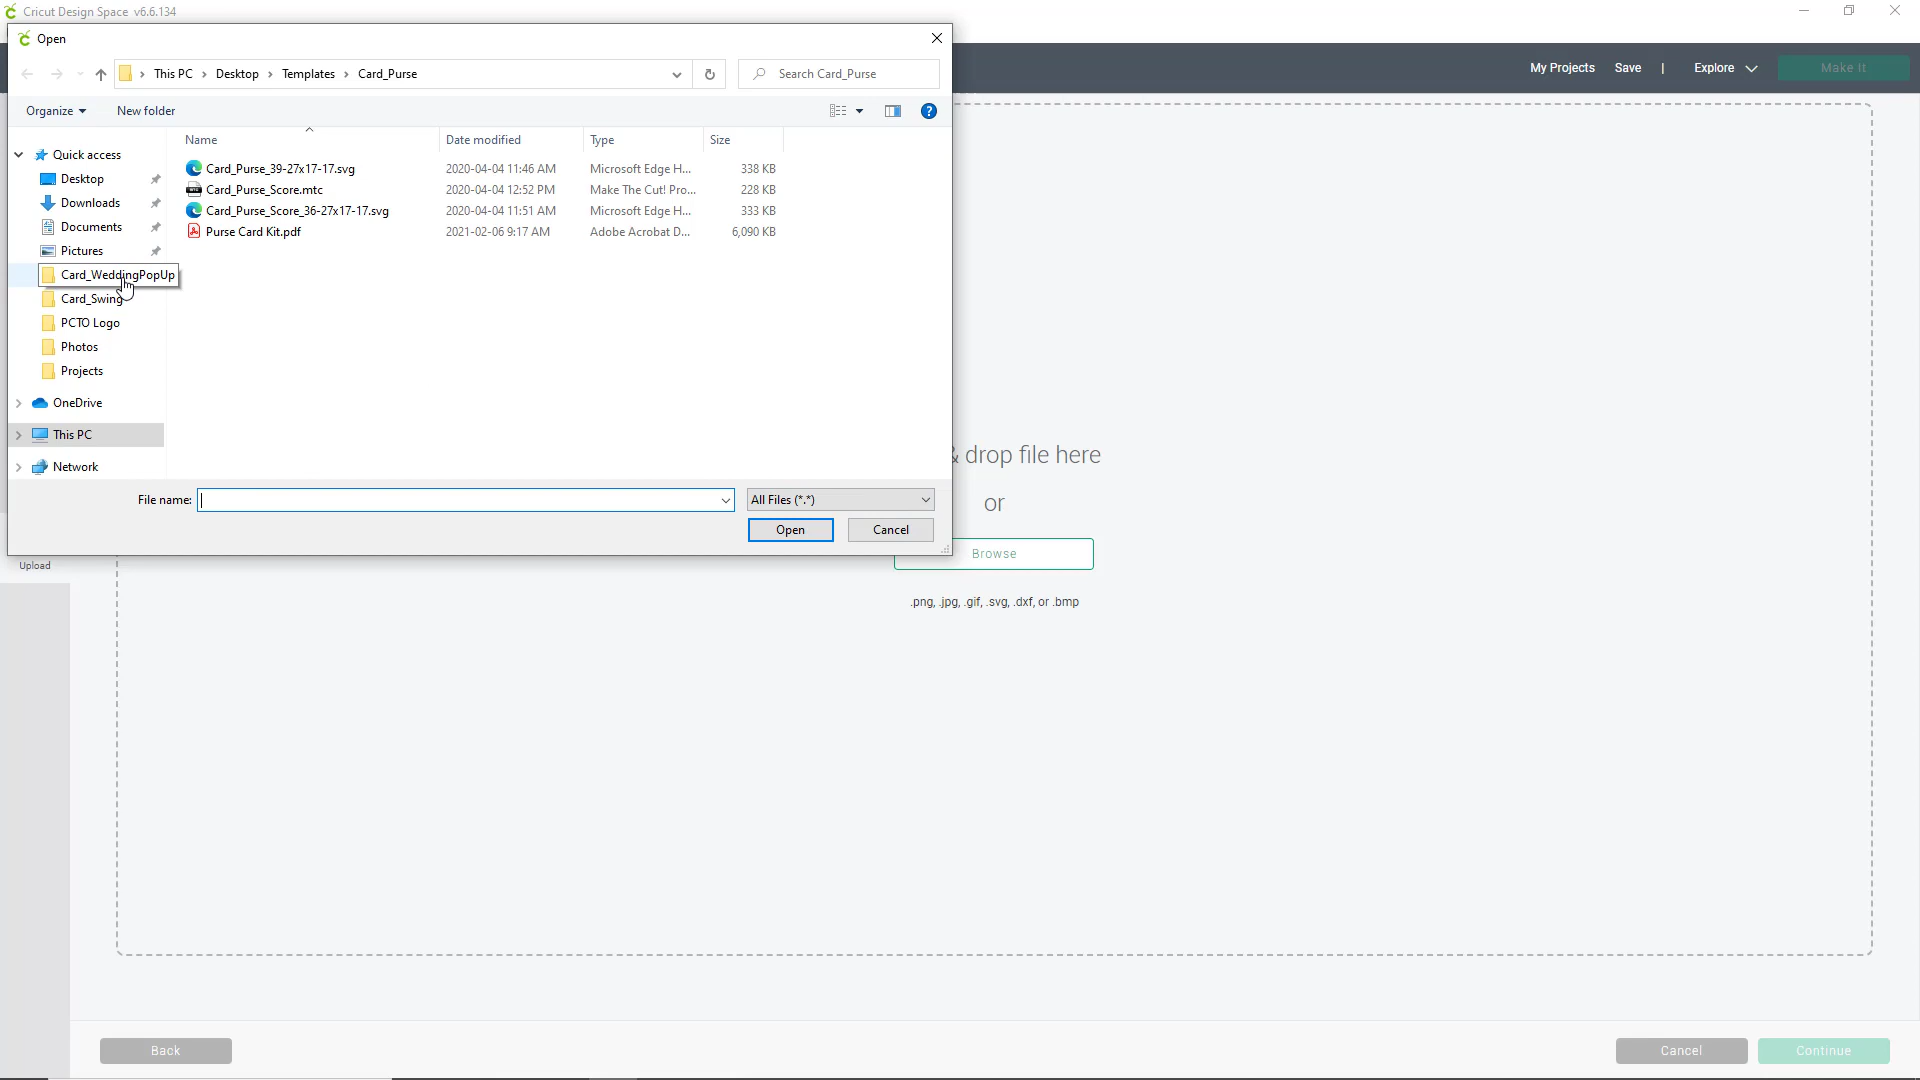 Cricut Design Space v6.6.134
Open
This PC > Desktop > Templates > Card_Purse
Search Card_Purse
My Projects Save | Explore Make It
Organize New folder
Name Date modified Type Size
Quick access
Desktop
Downloads
Documents
Pictures
Card_WeddingPopUp
Card_Swing
PCTO Logo
Photos
Projects
OneDrive
This PC
Network
Card_Purse_39-27x17-17.svg 2020-04-04 11:46 AM Microsoft Edge H... 338 KB
Card_Purse_Score.mtc 2020-04-04 12:52 PM Make The Cut! Pro... 228 KB
Card_Purse_Score_36-27x17-17.svg 2020-04-04 11:51 AM Microsoft Edge H... 333 KB
Purse Card Kit.pdf 2021-02-06 9:17 AM Adobe Acrobat D... 6,090 KB
File name: All Files (*.*)
Open Cancel
& drop file here
or
Browse
.png, .jpg, .gif, .svg, .dxf, or .bmp
Upload
Back Cancel Continue